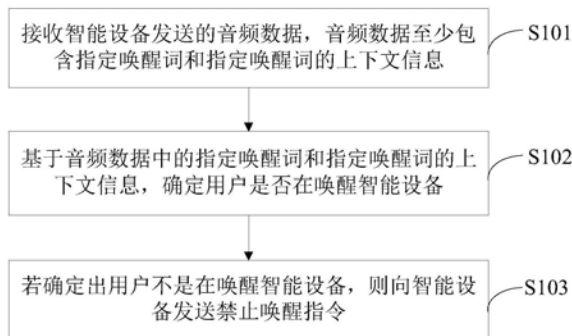 接收智能设备发送的音频数据，音频数据至少包
含指定唤醒词和指定唤醒词的上下文信息
S101
基于音频数据中的指定唤醒词和指定唤醒词的上
下文信息，确定用户是否在唤醒智能设备
S102
若确定出用户不是在唤醒智能设备，则向智能设
备发送禁止唤醒指令
S103